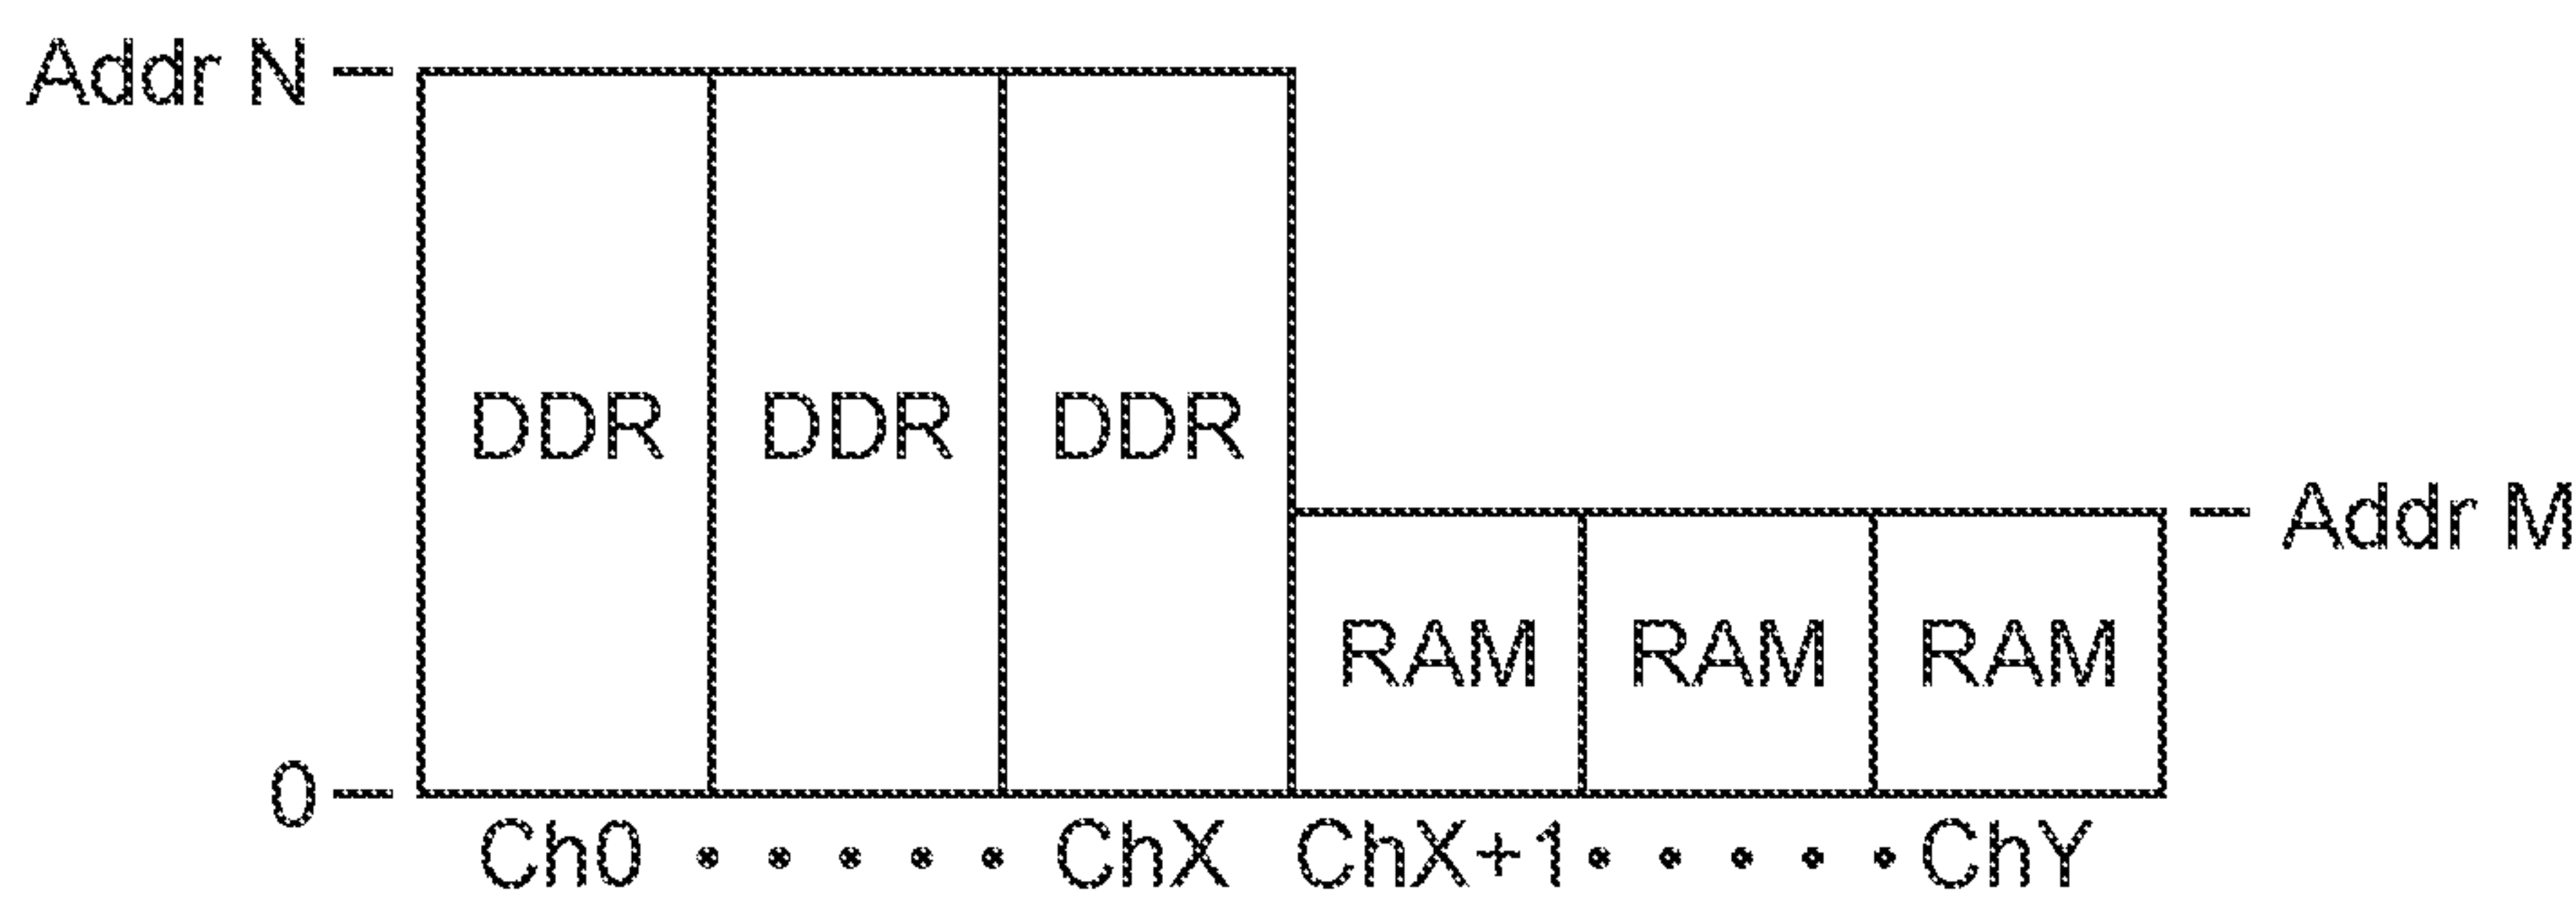 Addr N
DDR DDR DDR
Addr M
RAM RAM RAM
0
Ch0 • • • • • ChX ChX+1 • • • • • ChY